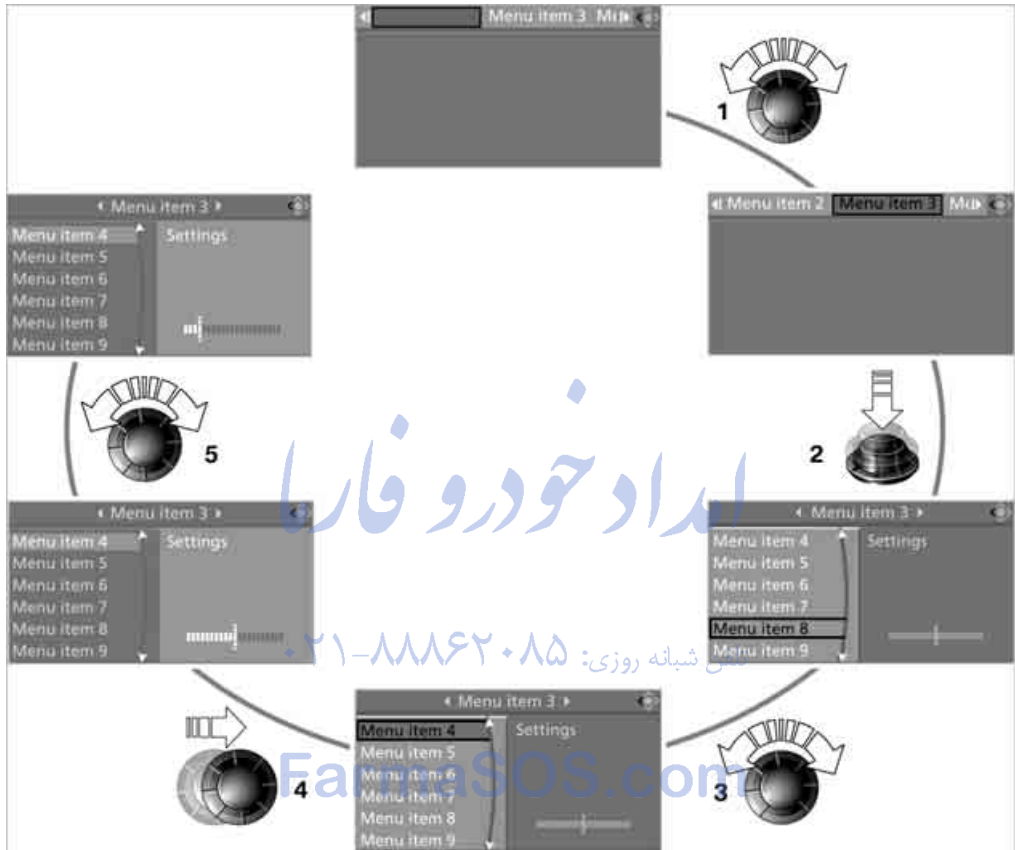 Menu item 3
1
Menu item 3
Menu item 4
Menu item 5
Menu item 6
Menu item 7
Menu item 8
Menu item 9
Settings
Menu item 2 Menu item 3
5
2
امداد خودرو فارما
Menu item 3
Menu item 4
Menu item 5
Menu item 6
Menu item 7
Menu item 8
Menu item 9
Settings
Menu item 3
Menu item 4
Menu item 5
Menu item 6
Menu item 7
Menu item 8
Menu item 9
Settings
تلفن شبانه روزی: ۰۲۱-۸۸۸۶۲۰۸۵
Menu item 3
Menu item 4
Menu item 5
Menu item 6
Menu item 7
Menu item 8
Menu item 9
Settings
4
3
FarmaSOS.com